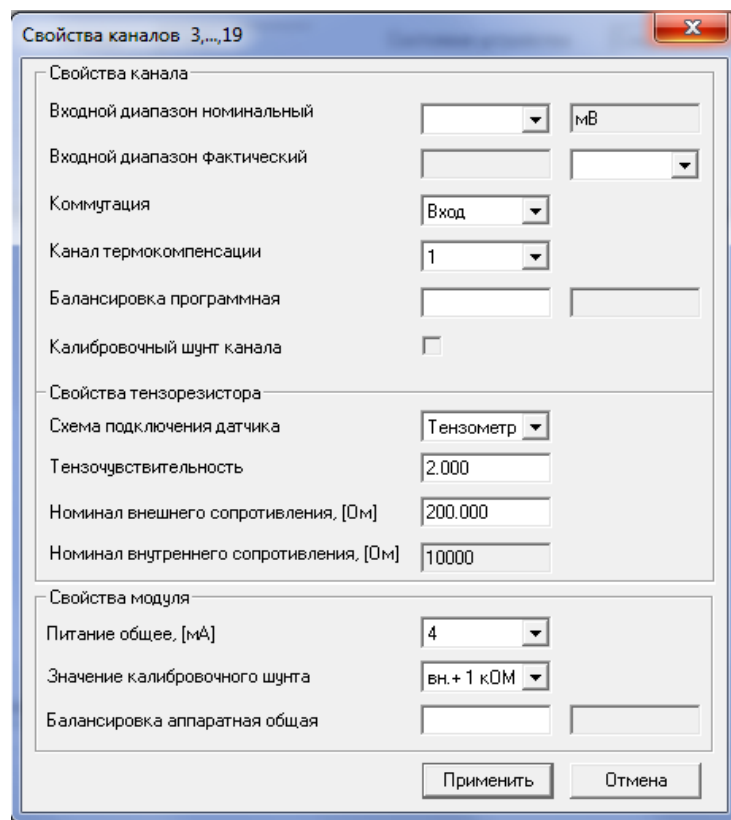 Свойства каналов 3,...,19
x
Свойства канала
Входной диапазон номинальный мВ
Входной диапазон фактический
Коммутация Вход
Канал термокомпенсации 1
Балансировка программная
Калибровочный шунт канала
Свойства тензорезистора
Схема подключения датчика Тензометр
Тензочувствительность 2.000
Номинал внешнего сопротивления, [Ом] 200.000
Номинал внутреннего сопротивления, [Ом] 10000
Свойства модуля
Питание общее, [мА] 4
Значение калибровочного шунта вн.+ 1 кОМ
Балансировка аппаратная общая
Применить Отмена